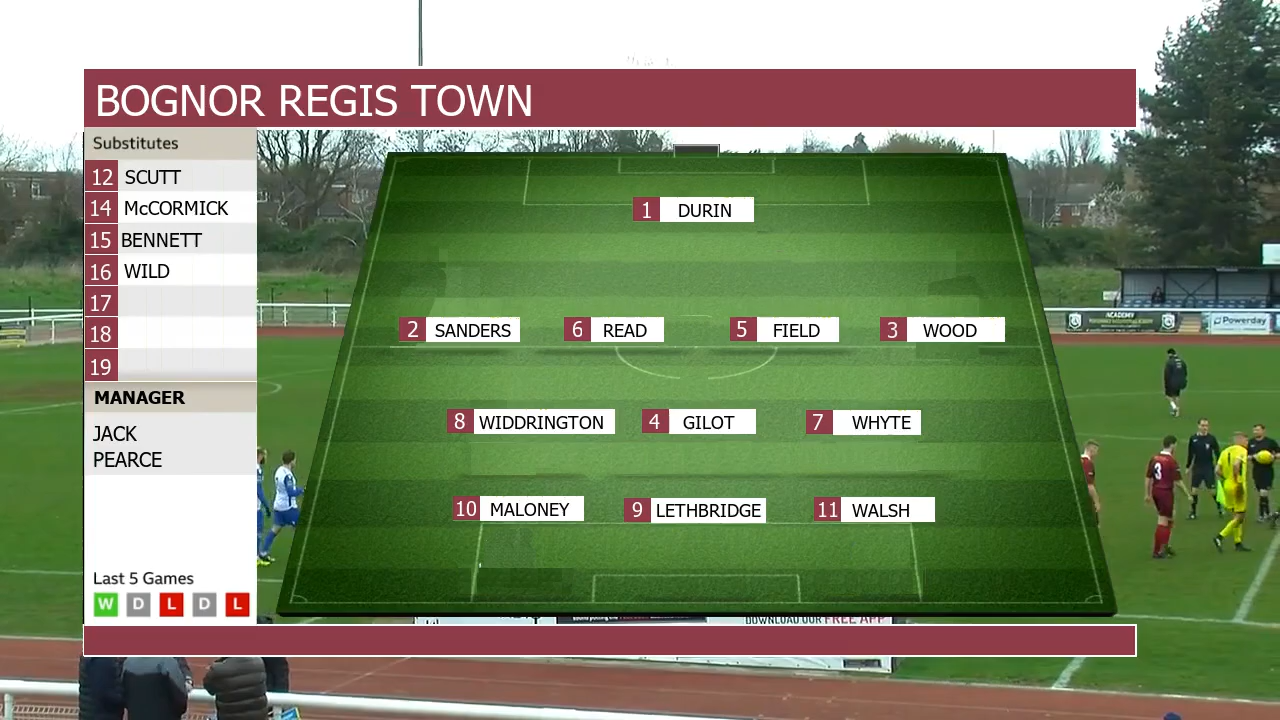 BOGNOR REGIS TOWN
Substitutes
12 SCUTT
14 McCORMICK
15 BENNETT
16 WILD
17
18
19
MANAGER
JACK
PEARCE
Last 5 Games
W D L D L
1 DURIN
2 SANDERS 6 READ 5 FIELD 3 WOOD
8 WIDDRINGTON 4 GILOT 7 WHYTE
10 MALONEY 9 LETHBRIDGE 11 WALSH
ACADEMY
Powerday
3
DOWNLOAD OUR FREE APP